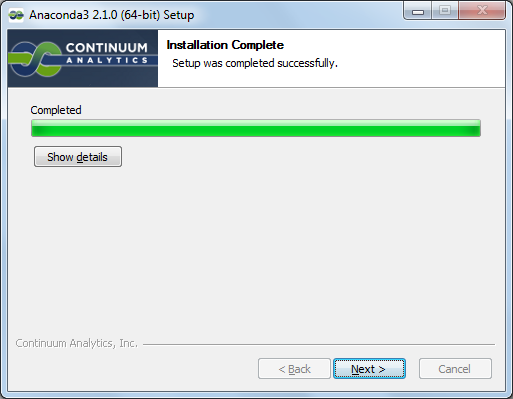 Anaconda3 2.1.0 (64-bit) Setup
CONTINUUM
ANALYTICS
Installation Complete
Setup was completed successfully.
Completed
Show details
Continuum Analytics, Inc.
< Back
Next >
Cancel